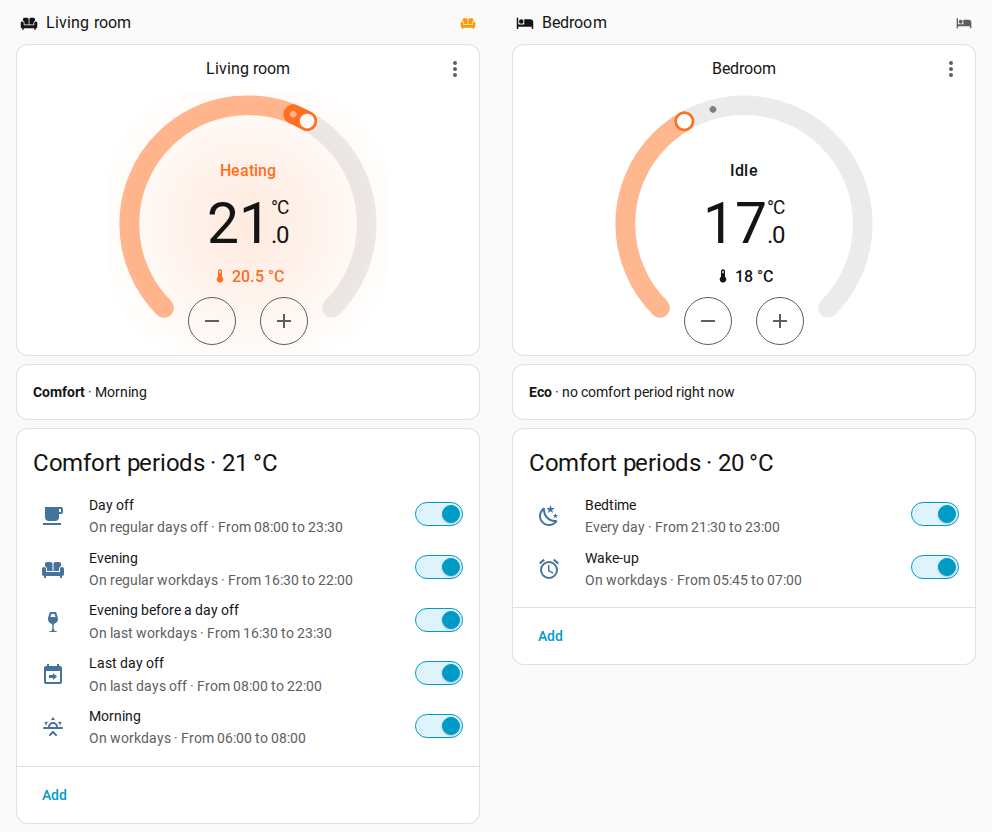 Living room
Living room
Heating
21.0 °C
20.5 °C
Comfort · Morning
Comfort periods · 21 °C
Day off
On regular days off · From 08:00 to 23:30
Evening
On regular workdays · From 16:30 to 22:00
Evening before a day off
On last workdays · From 16:30 to 23:30
Last day off
On last days off · From 08:00 to 22:00
Morning
On workdays · From 06:00 to 08:00
Add
Bedroom
Bedroom
Idle
17.0 °C
18 °C
Eco · no comfort period right now
Comfort periods · 20 °C
Bedtime
Every day · From 21:30 to 23:00
Wake-up
On workdays · From 05:45 to 07:00
Add